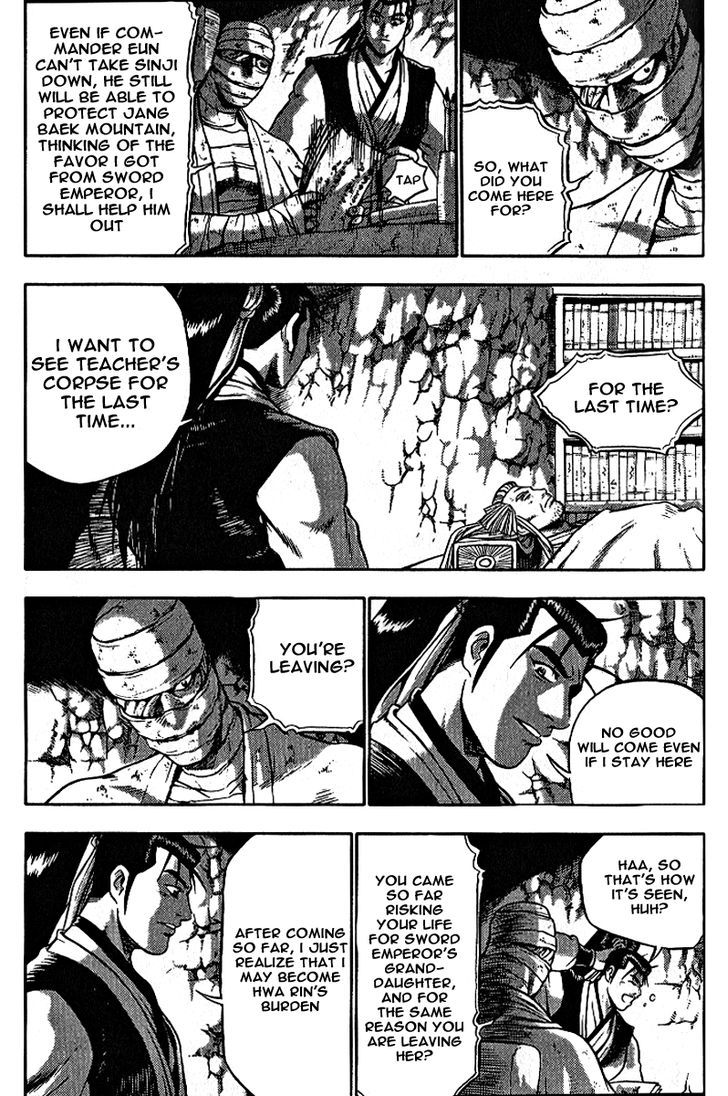 EVEN IF COM-
MANDER EUN
CAN'T TAKE SINJI
DOWN, HE STILL
WILL BE ABLE TO
PROTECT JANG
BAEK MOUNTAIN,
THINKING OF THE
FAVOR I GOT
FROM SWORD
EMPEROR, I
SHALL HELP HIM
OUT
TAP
SO, WHAT
DID YOU
COME HERE
FOR?
I WANT TO
SEE TEACHER'S
CORPSE FOR
THE LAST
TIME...
FOR THE
LAST TIME?
YOU'RE
LEAVING?
NO GOOD
WILL COME EVEN
IF I STAY HERE
AFTER COMING
SO FAR, I JUST
REALIZE THAT I
MAY BECOME
HWA RIN'S
BURDEN
YOU CAME
SO FAR
RISKING
YOUR LIFE
FOR SWORD
EMPEROR'S
GRAND-
DAUGHTER,
AND FOR
THE SAME
REASON YOU
ARE LEAVING
HER?
HAA, SO
THAT'S HOW
IT'S SEEN,
HUH?